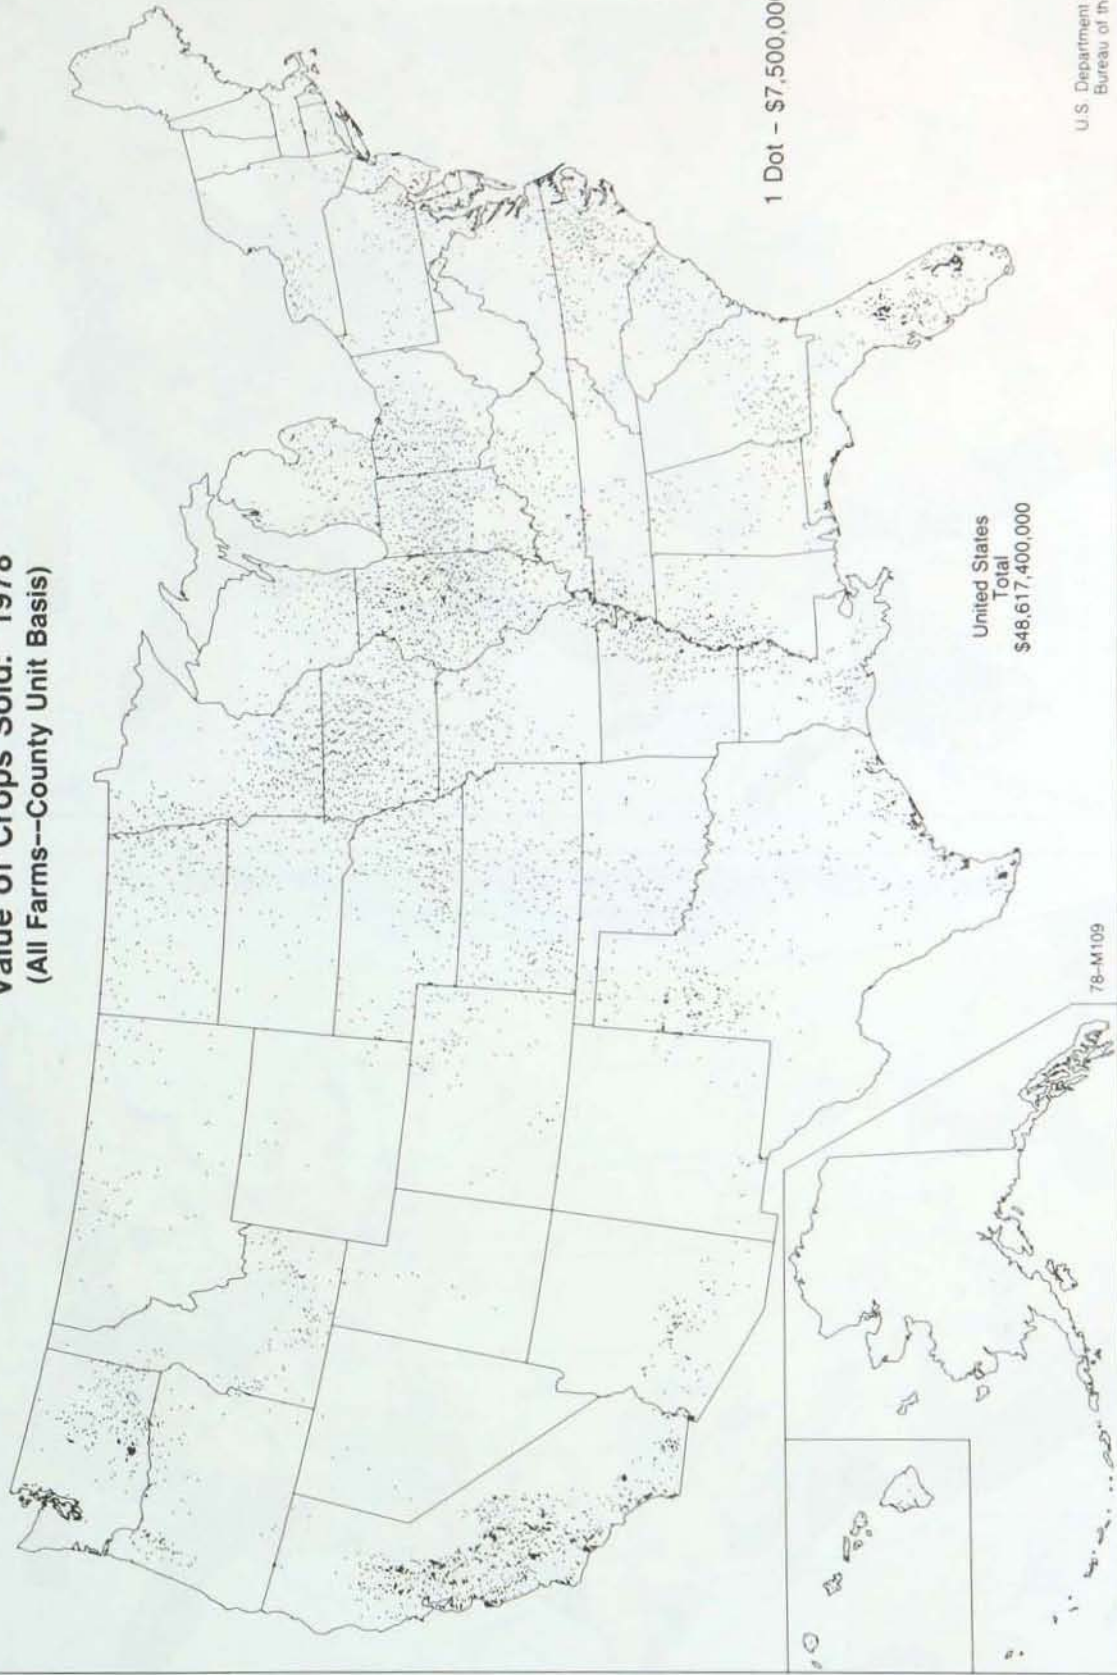 Value of Crops Sold: 1978
(All Farms—County Unit Basis)
1 Dot – $7,500,00
United States
Total
$48,617,400,000
78-M109
U.S. Department
Bureau of th